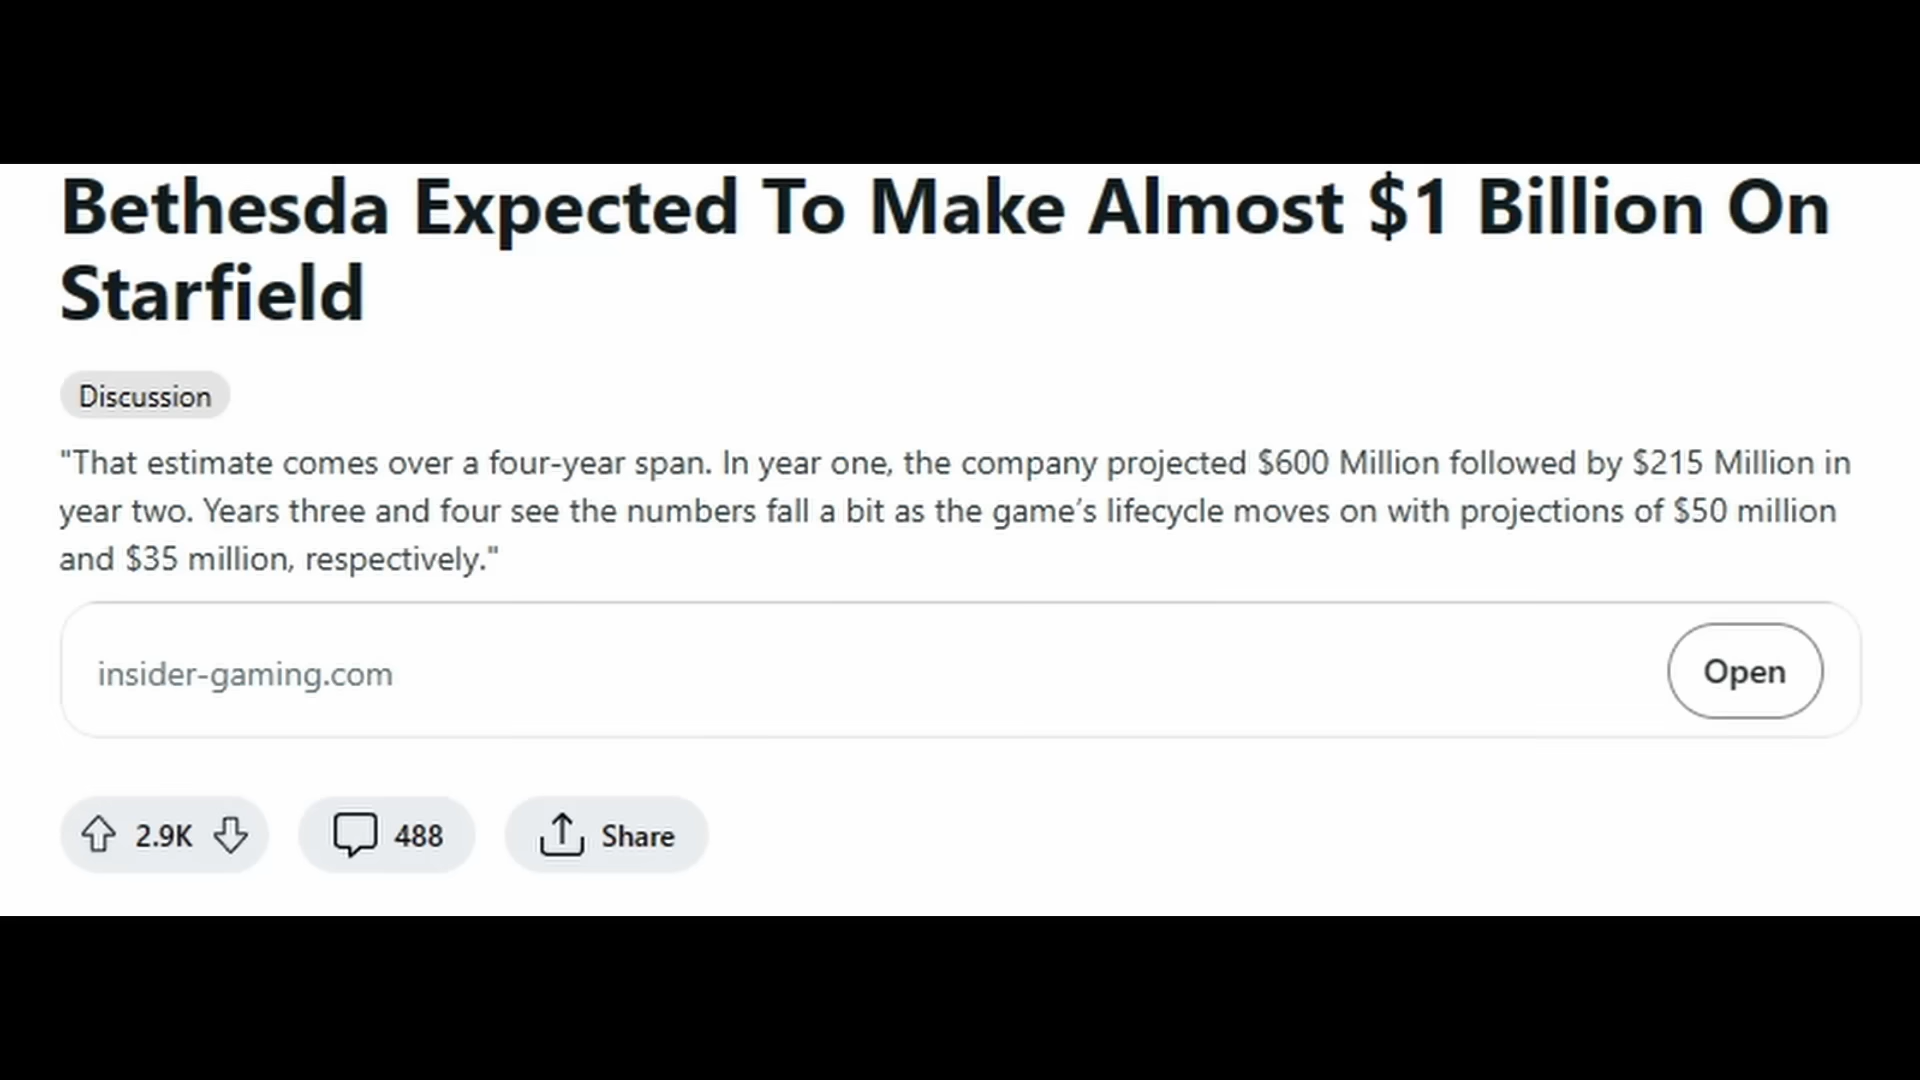 Bethesda Expected To Make Almost $1 Billion On
Starfield
Discussion
"That estimate comes over a four-year span. In year one, the company projected $600 Million followed by $215 Million in
year two. Years three and four see the numbers fall a bit as the game’s lifecycle moves on with projections of $50 million
and $35 million, respectively."
insider-gaming.com
Open
2.9K
488
Share